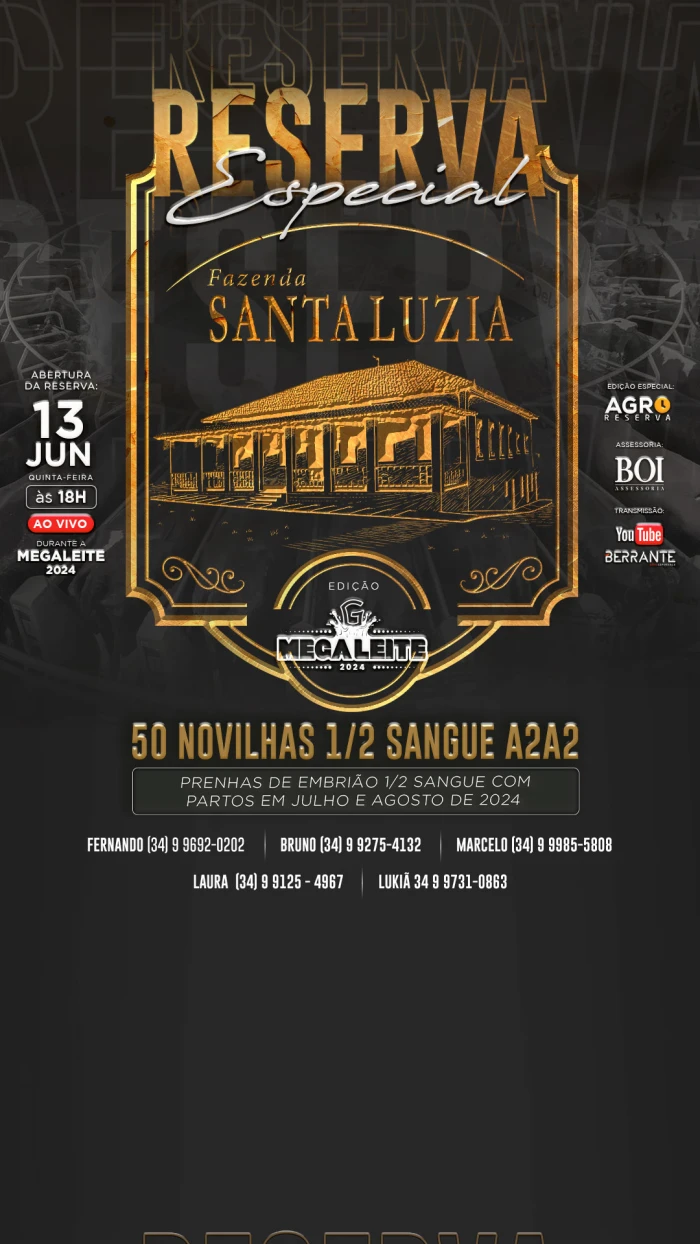 RESERVA
RESERVA
Especial
Fazenda
SANTA LUZIA
ABERTURA
DA RESERVA:
13
JUN
QUINTA-FEIRA
às 18H
AO VIVO
DURANTE A
MEGALEITE
2024
EDIÇÃO ESPECIAL:
AGRO
RESERVA
ASSESSORIA:
BOI
ASSESSORIA
TRANSMISSÃO:
YouTube
BERRANTE
EDIÇÃO
G
MEGALEITE
2024
50 NOVILHAS 1/2 SANGUE A2A2
PRENHAS DE EMBRIÃO 1/2 SANGUE COM
PARTOS EM JULHO E AGOSTO DE 2024
FERNANDO (34) 9 9692-0202 BRUNO (34) 9 9275-4132 MARCELO (34) 9 9985-5808
LAURA (34) 9 9125 - 4967 LUKIÃ 34 9 9731-0863
RESERVA